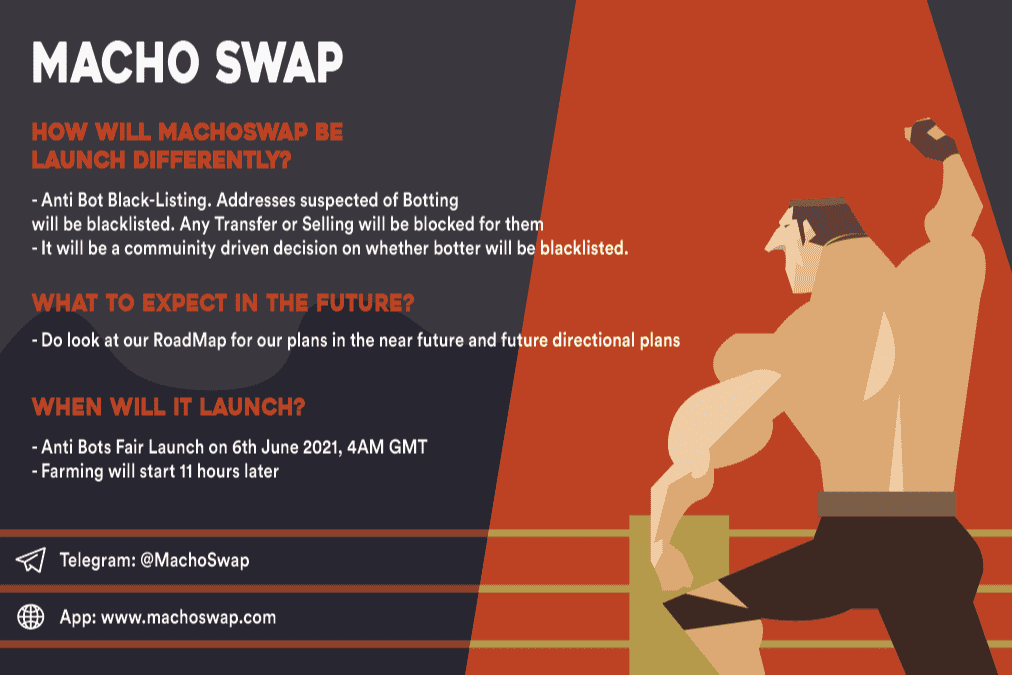 MACHO SWAP
HOW WILL MACHOSWAP BE
LAUNCH DIFFERENTLY?
- Anti Bot Black-Listing. Addresses suspected of Botting
will be blacklisted. Any Transfer or Selling will be blocked for them
- It will be a commuinity driven decision on whether botter will be blacklisted.
WHAT TO EXPECT IN THE FUTURE?
- Do look at our RoadMap for our plans in the near future and future directional plans
WHEN WILL IT LAUNCH?
- Anti Bots Fair Launch on 6th June 2021, 4AM GMT
- Farming will start 11 hours later
Telegram: @MachoSwap
App: www.machoswap.com